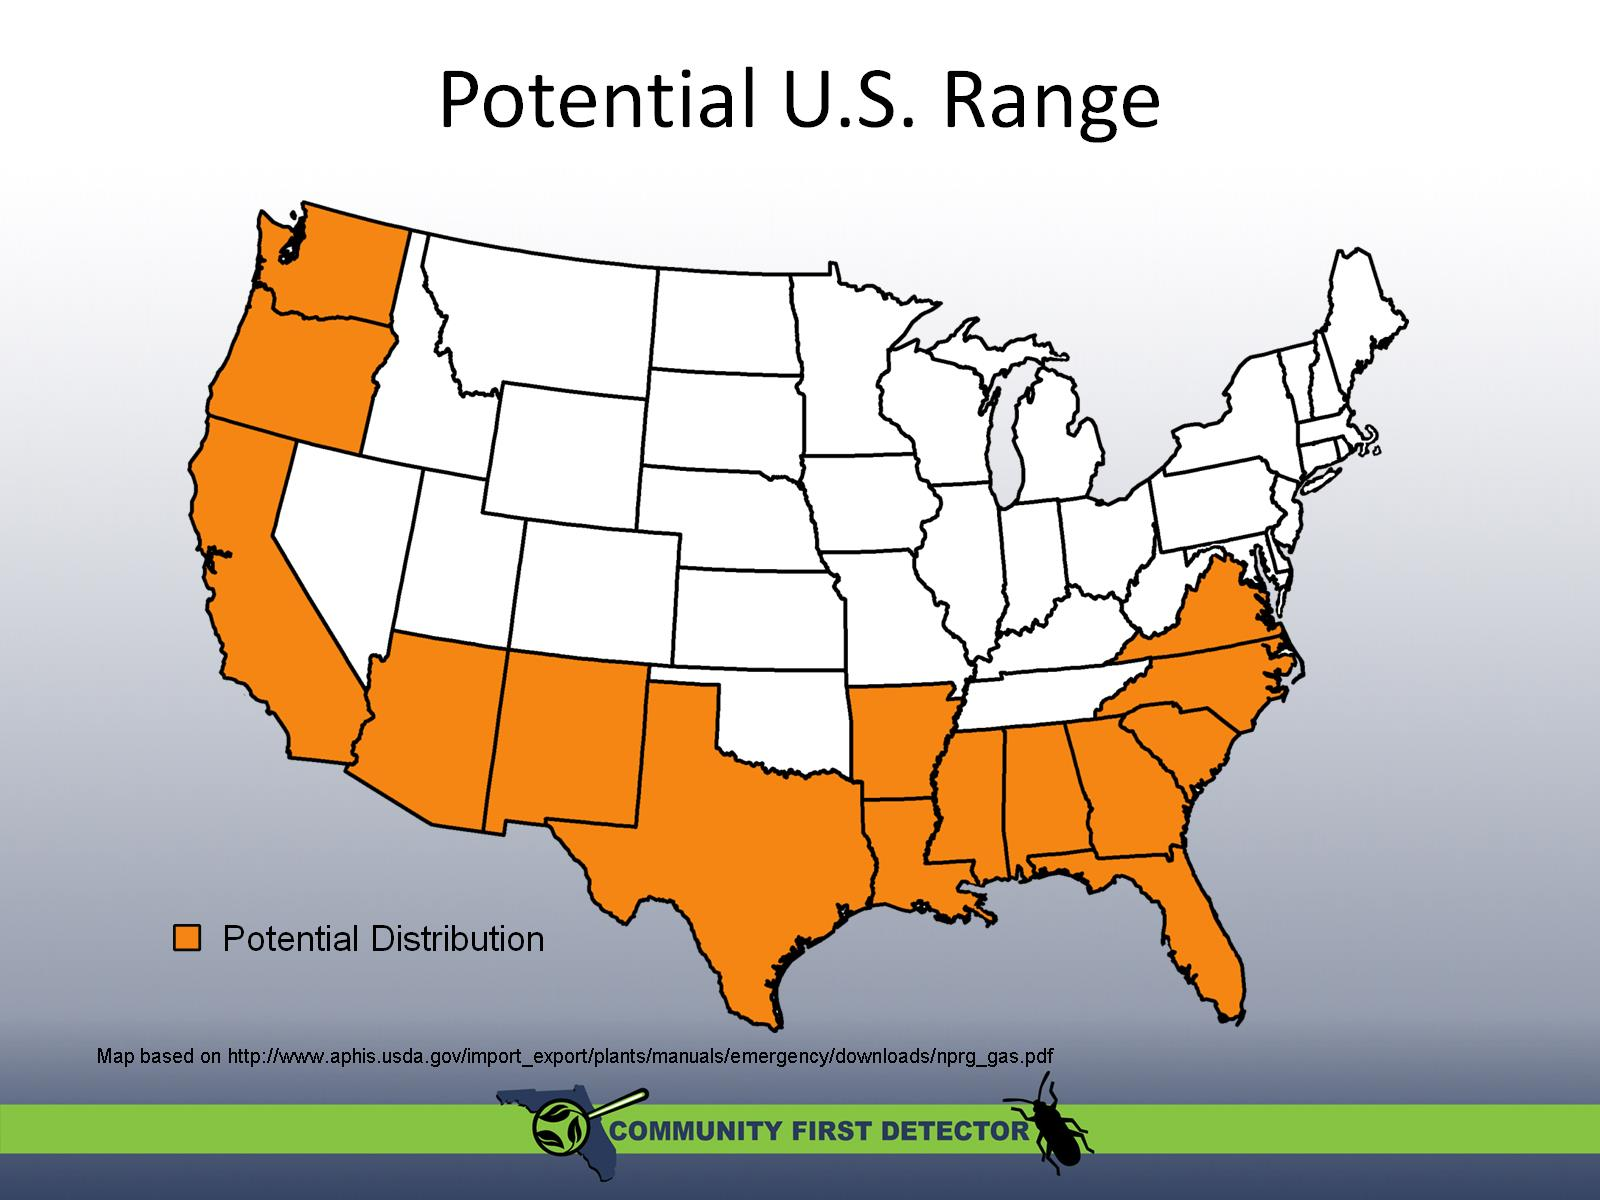 Potential U.S. Range
Potential Distribution
Map based on http://www.aphis.usda.gov/import_export/plants/manuals/emergency/downloads/nprg_gas.pdf
COMMUNITY FIRST DETECTOR